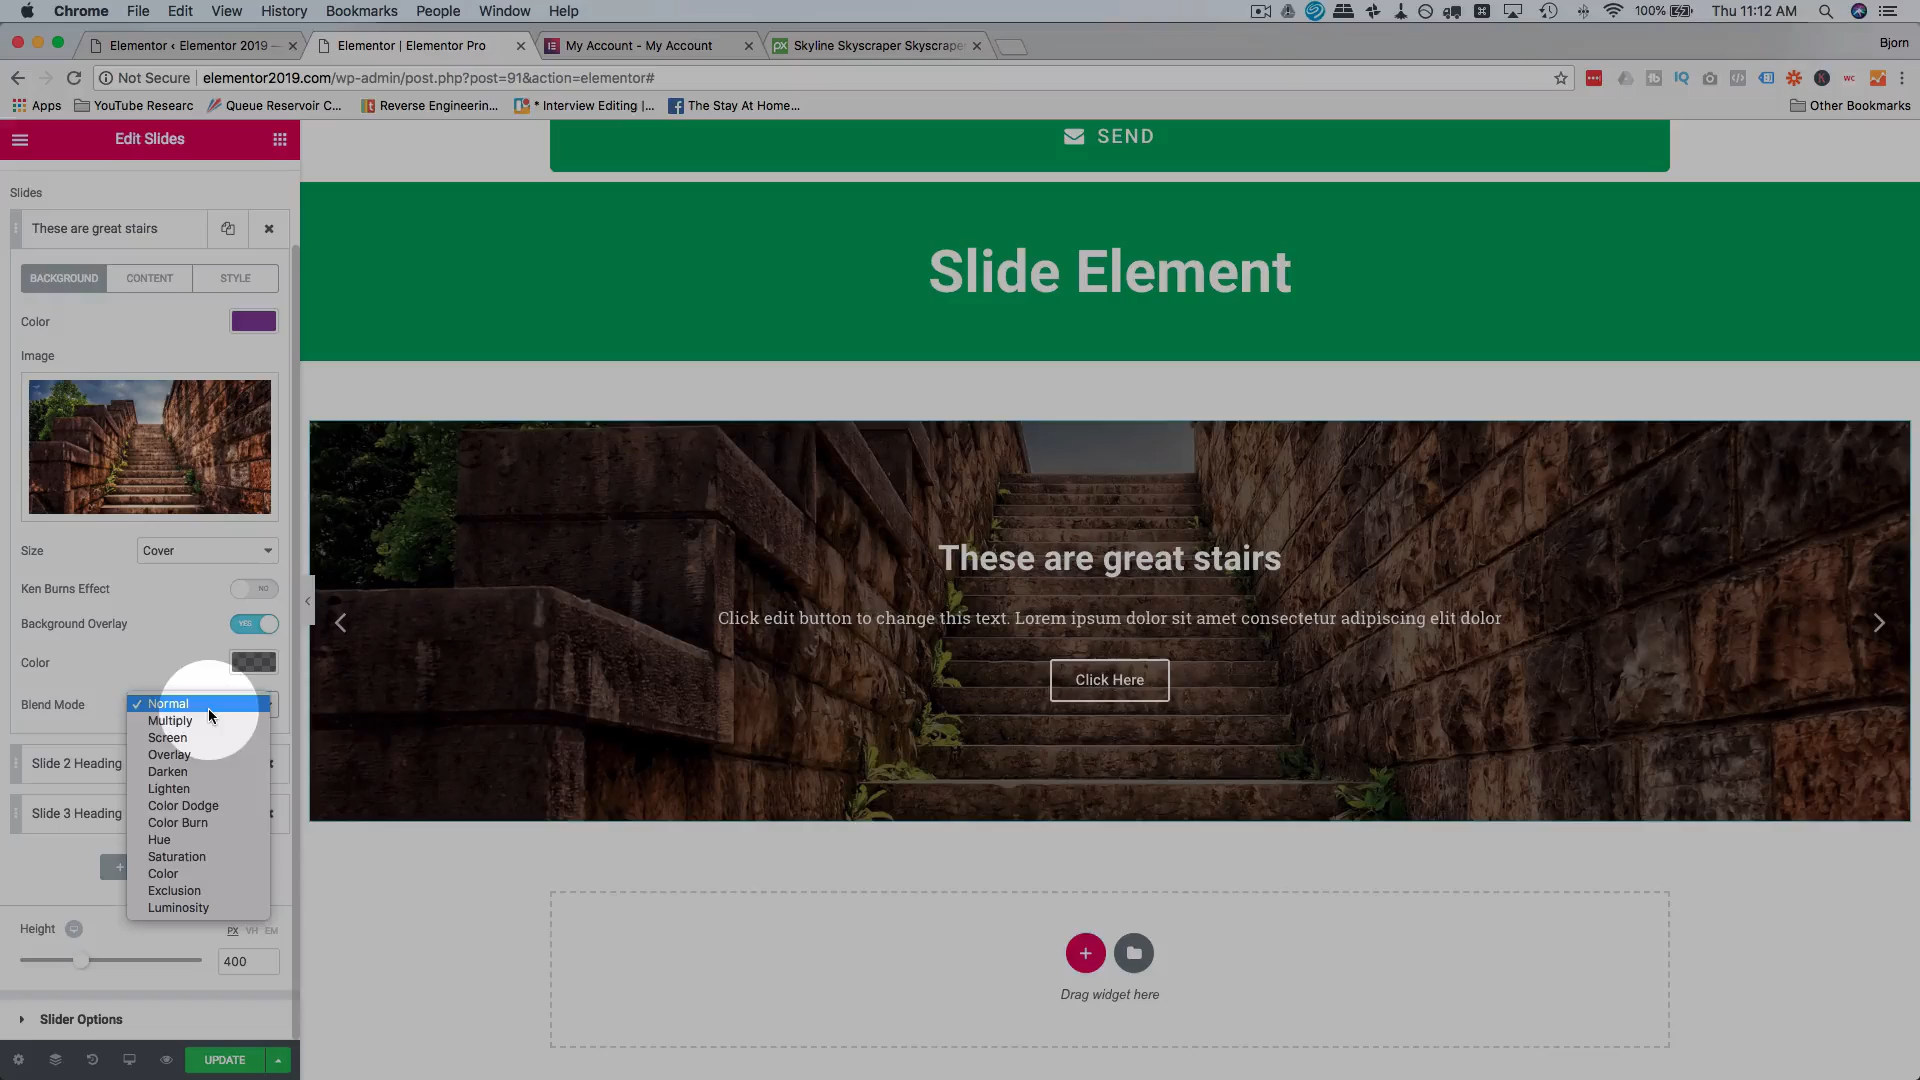 Chrome File Edit View History Bookmarks People Window Help 100% Thu 11:12 AM
Elementor ‹ Elementor 2019 — Elementor | Elementor Pro My Account - My Account Skyline Skyscraper Skyscrape Bjorn
Not Secure elementor2019.com/wp-admin/post.php?post=91&action=elementor#
Apps YouTube Researc Queue Reservoir C... Reverse Engineerin... * Interview Editing |... The Stay At Home... Other Bookmarks
Edit Slides
SEND
Slides
These are great stairs
BACKGROUND CONTENT STYLE
Slide Element
Color
Image
Size Cover
Ken Burns Effect NO
Background Overlay YES
Color
Blend Mode
✓ Normal
Multiply
Screen
Overlay
Darken
Lighten
Color Dodge
Color Burn
Hue
Saturation
Color
Exclusion
Luminosity
Slide 2 Heading
Slide 3 Heading
These are great stairs
Click edit button to change this text. Lorem ipsum dolor sit amet consectetur adipiscing elit dolor
Click Here
Height PX VH EM
400
Drag widget here
Slider Options
UPDATE